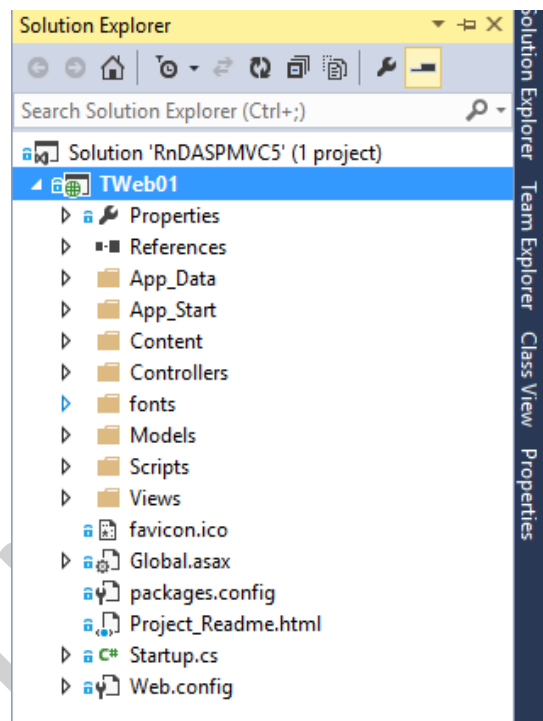 Solution Explorer
Search Solution Explorer (Ctrl+;)
Solution 'RnDASPMVC5' (1 project)
TWeb01
Properties
References
App_Data
App_Start
Content
Controllers
fonts
Models
Scripts
Views
favicon.ico
Global.asax
packages.config
Project_Readme.html
C# Startup.cs
Web.config
Solution Explorer
Team Explorer
Class View
Properties